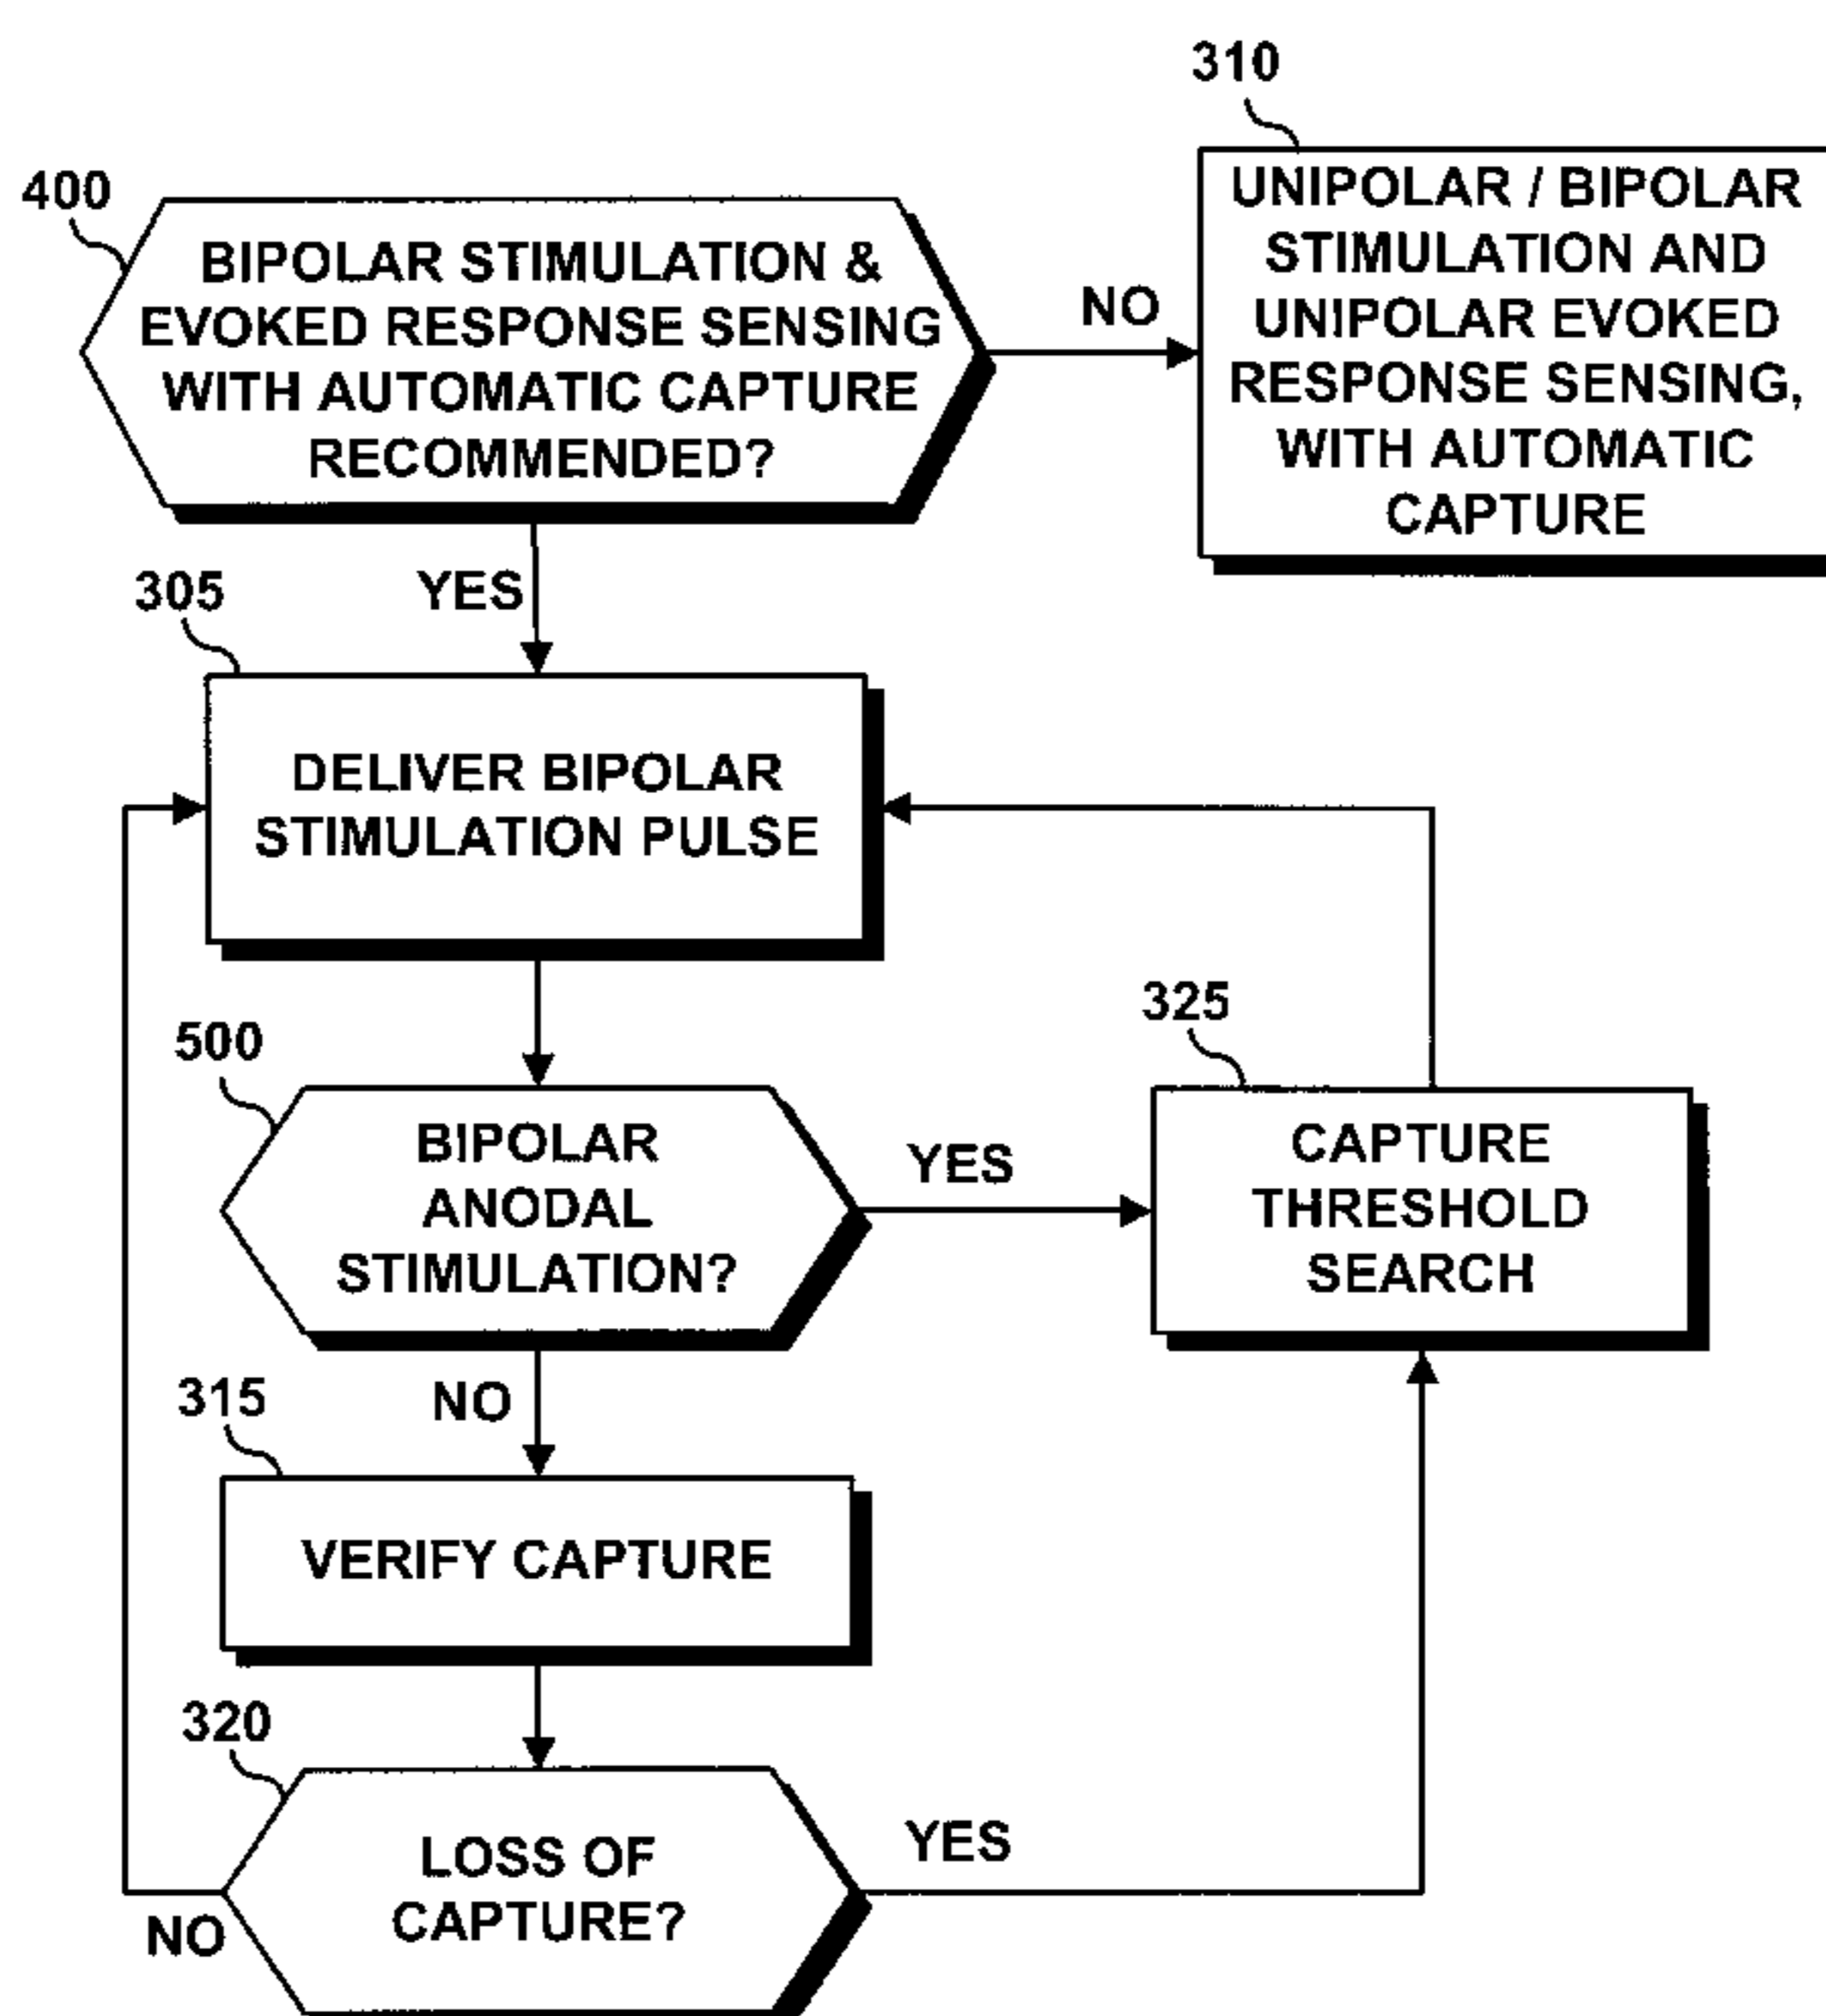 310
UNIPOLAR / BIPOLAR
STIMULATION AND
UNIPOLAR EVOKED
RESPONSE SENSING,
WITH AUTOMATIC
CAPTURE
400
BIPOLAR STIMULATION &
EVOKED RESPONSE SENSING
WITH AUTOMATIC CAPTURE
RECOMMENDED?
NO
YES
305
DELIVER BIPOLAR
STIMULATION PULSE
500
BIPOLAR
ANODAL
STIMULATION?
YES
325
CAPTURE
THRESHOLD
SEARCH
NO
315
VERIFY CAPTURE
320
LOSS OF
CAPTURE?
YES
NO